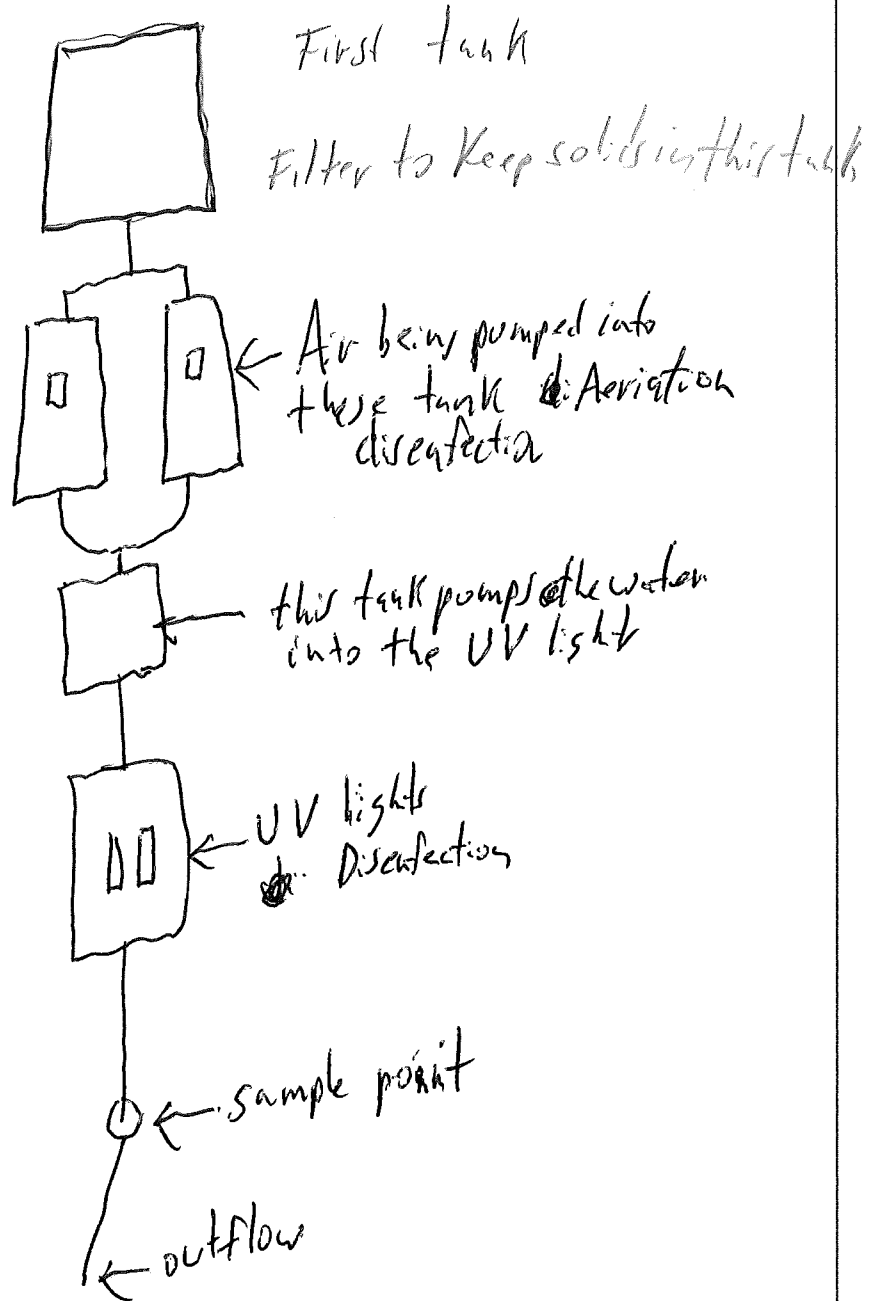 First tank
Filter to Keep solids in this tank
Air being pumped into
these tank Aeriation
disenfectio
this tank pumps the water
into the UV light
UV lights
Disenfection
sample point
outflow